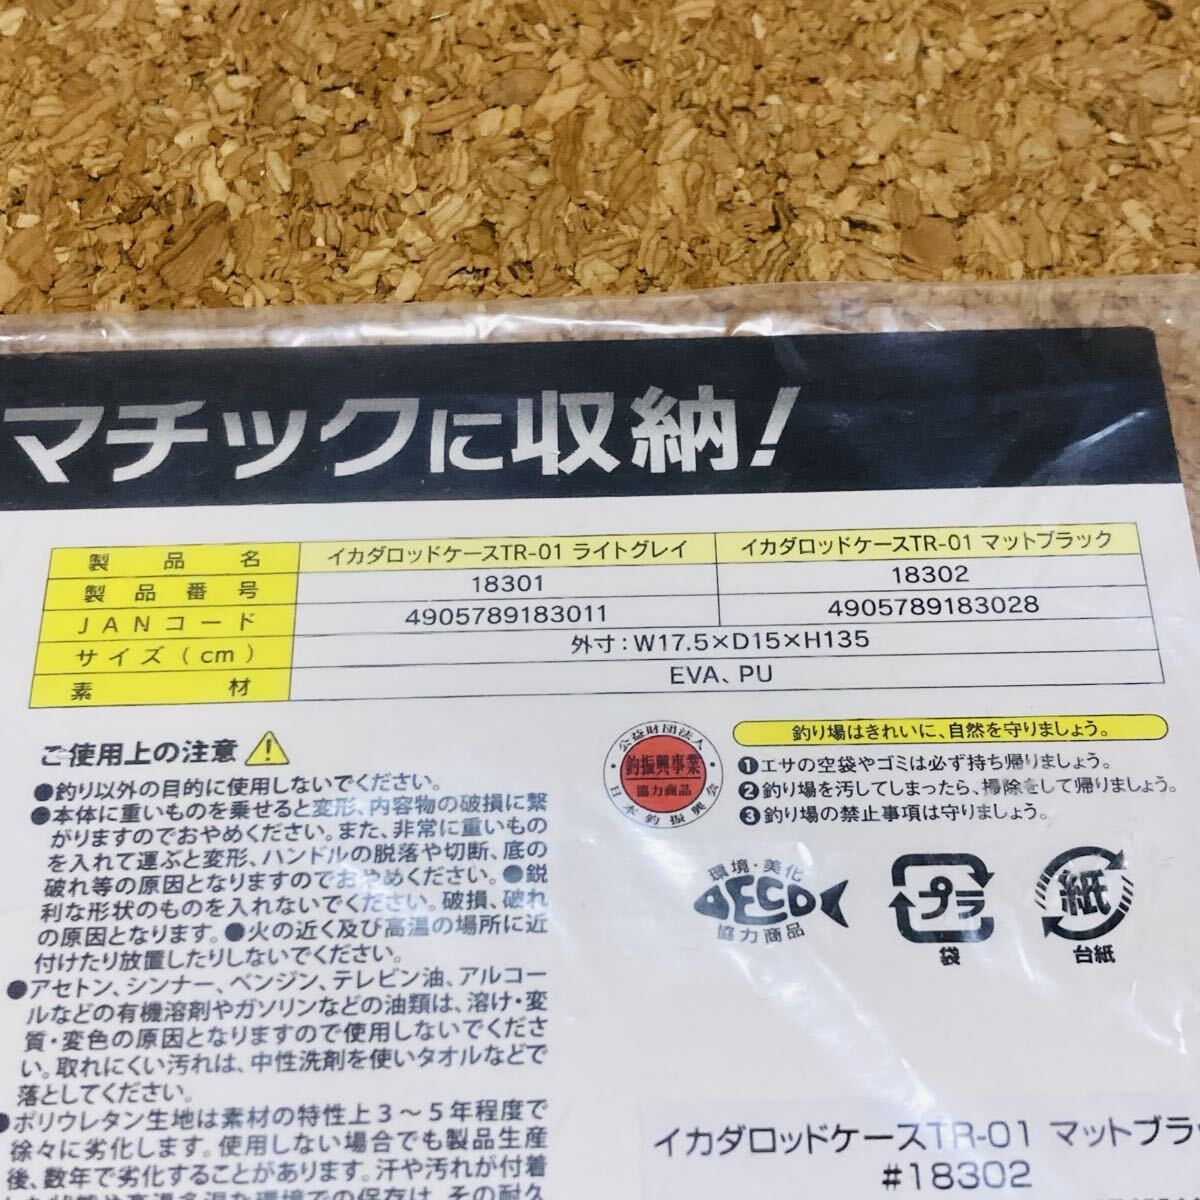 マチックに収納!
製品名 イカダロッドケースTR-01 ライトグレイ イカダロッドケースTR-01 マットブラック
製品番号 18301 18302
JANコード 4905789183011 4905789183028
サイズ(cm) 外寸:W17.5×D15×H135
素材 EVA、PU
ご使用上の注意
●釣り以外の目的に使用しないでください。
●本体に重いものを乗せると変形、内容物の破損に繋
がりますのでおやめください。また、非常に重いもの
を入れて運ぶと変形、ハンドルの脱落や切断、底の
破れ等の原因となりますのでおやめください。●鋭
利な形状のものを入れないでください。破損、破れ
の原因となります。●火の近く及び高温の場所に近
付けたり放置したりしないでください。
●アセトン、シンナー、ベンジン、テレビン油、アルコー
ルなどの有機溶剤やガソリンなどの油類は、溶け・変
質・変色の原因となりますので使用しないでくださ
い。取れにくい汚れは、中性洗剤を使いタオルなどで
落としてください。
●ポリウレタン生地は素材の特性上3〜5年程度で
徐々に劣化します。使用しない場合でも製品生産
後、数年で劣化することがあります。汗や汚れが付着
した状態や高温多湿な環境での保存は、その耐久
公益財団法人
釣振興事業
協力商品
日本釣振興会
釣り場はきれいに、自然を守りましょう。
❶エサの空袋やゴミは必ず持ち帰りましょう。
❷釣り場を汚してしまったら、掃除をして帰りましょう。
❸釣り場の禁止事項は守りましょう。
環境・美化
ECO
協力商品
プラ
袋
紙
台紙
イカダロッドケースTR-01 マットブラッ
#18302